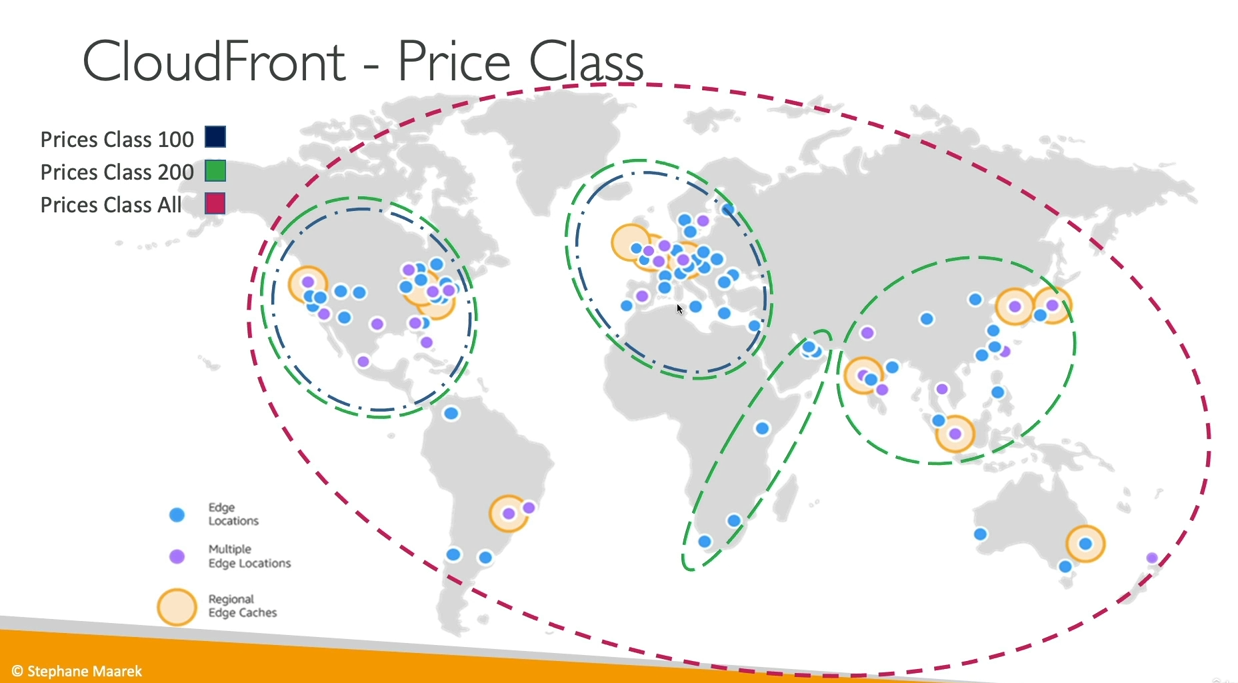 CloudFront - Price Class
Prices Class 100
Prices Class 200
Prices Class All
Edge
Locations
Multiple
Edge Locations
Regional
Edge Caches
© Stephane Maarek